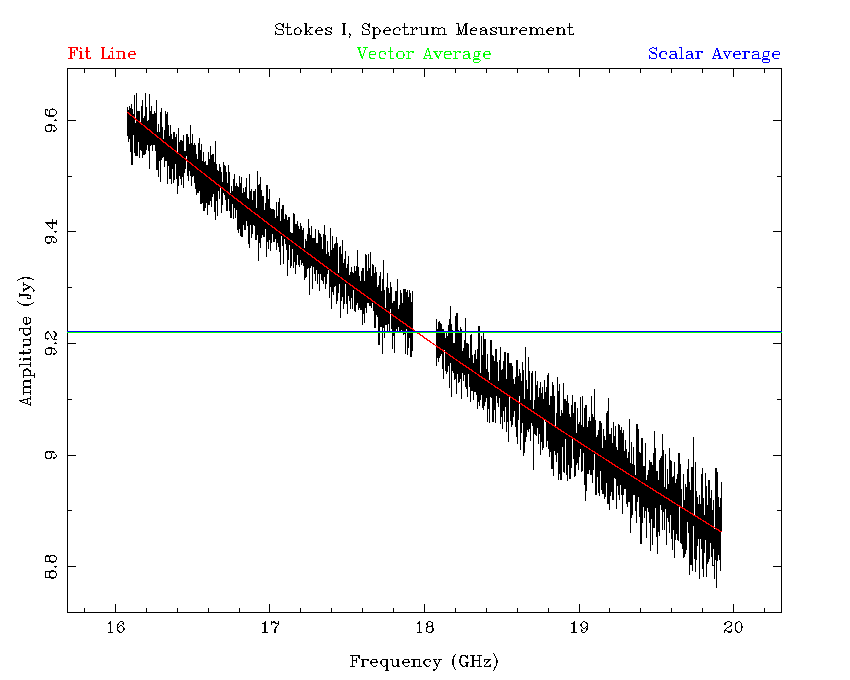 Stokes I, Spectrum Measurement
Fit Line Vector Average Scalar Average
9.6
9.4
9.2
9
8.8
Amplitude (Jy)
16 17 18 19 20
Frequency (GHz)